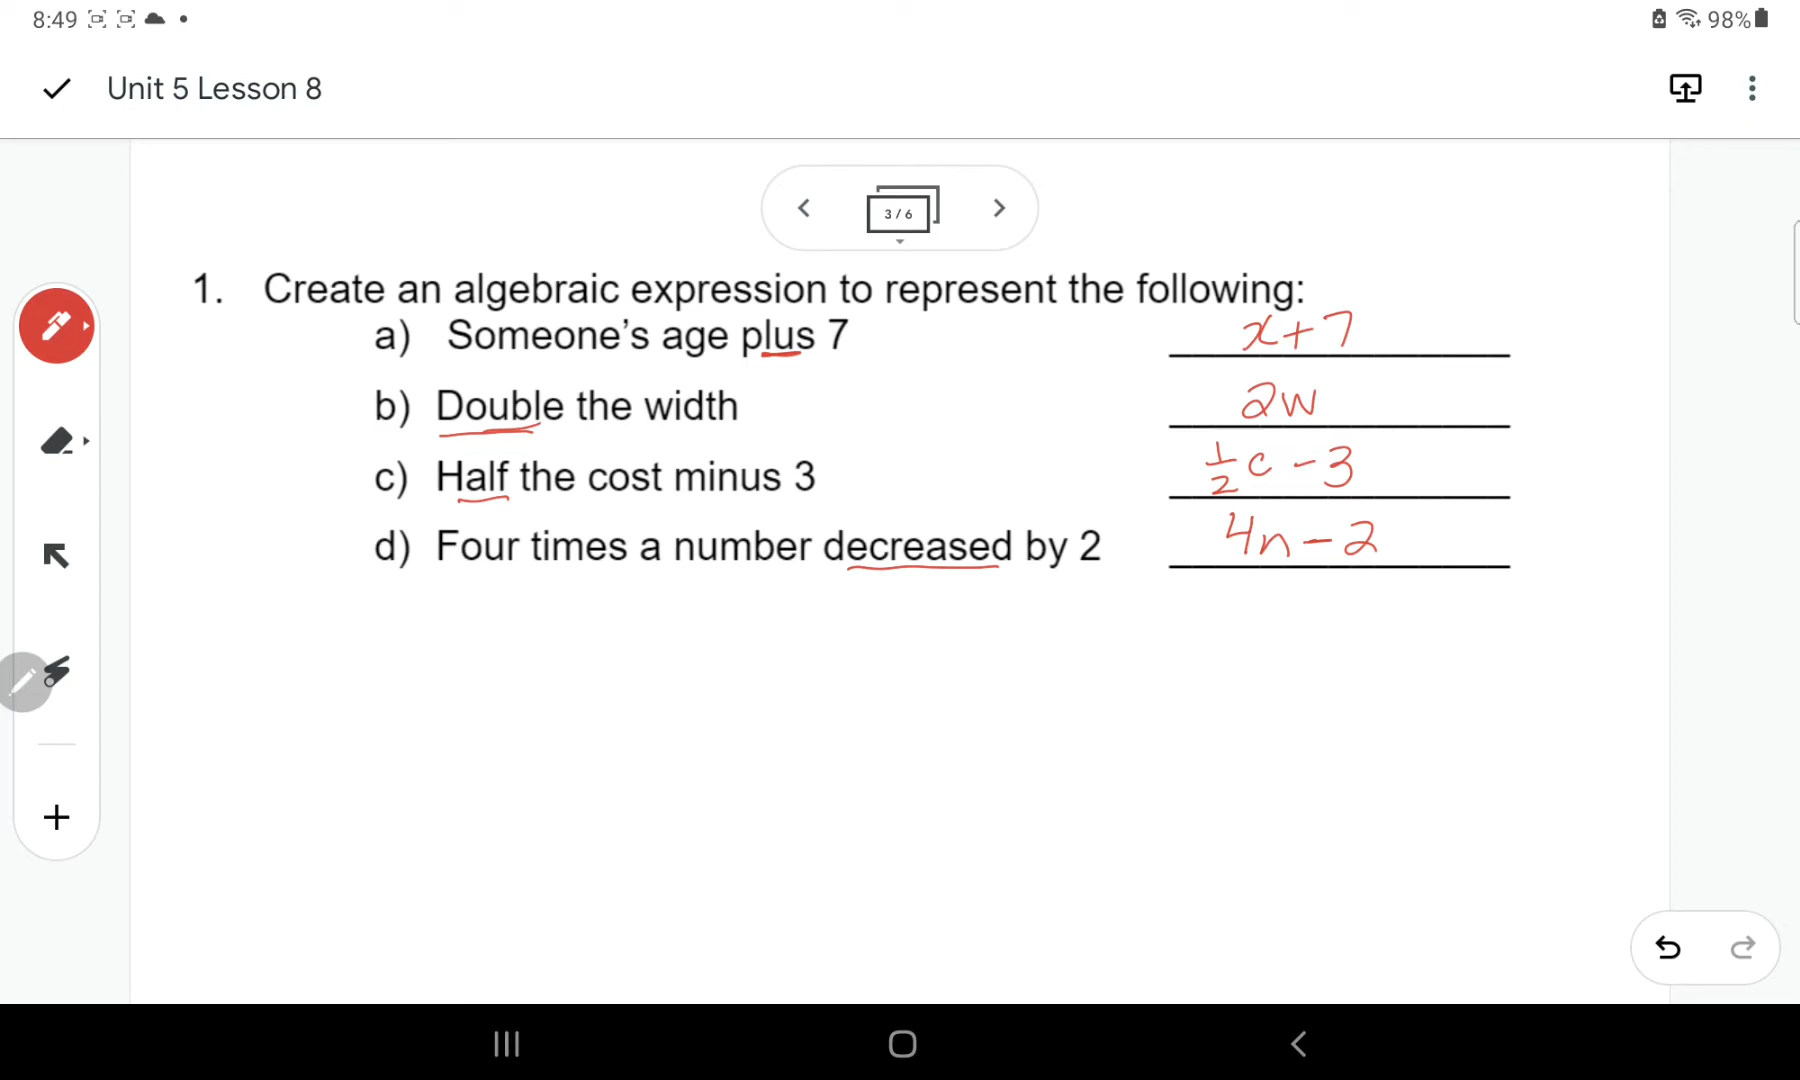 8:49 98%
Unit 5 Lesson 8
3 / 6
1. Create an algebraic expression to represent the following:
a) Someone's age plus 7 x+7
b) Double the width 2w
c) Half the cost minus 3 1/2 c - 3
d) Four times a number decreased by 2 4n-2